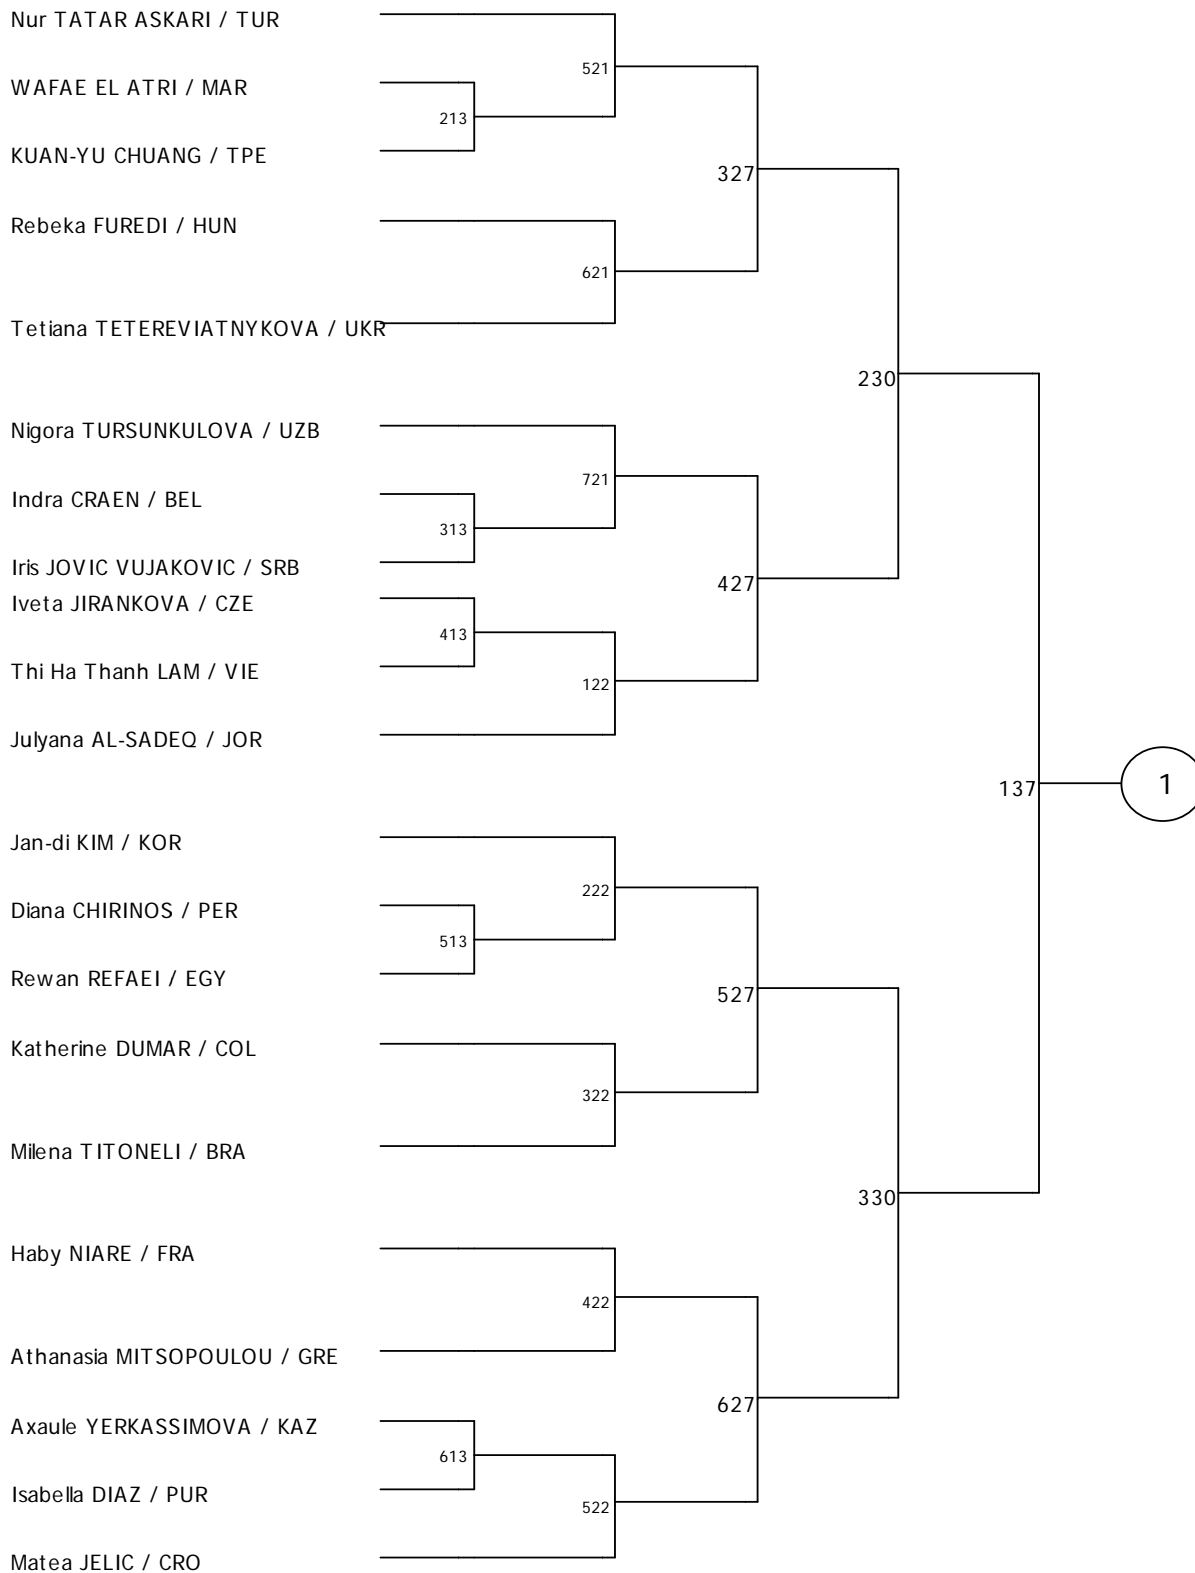 Nur TATAR ASKARI / TUR
521
WAFAE EL ATRI / MAR
213
KUAN-YU CHUANG / TPE
327
Rebeka FUREDI / HUN
621
Tetiana TETEREVIATNYKOVA / UKR
230
Nigora TURSUNKULOVA / UZB
721
Indra CRAEN / BEL
313
Iris JOVIC VUJAKOVIC / SRB
427
Iveta JIRANKOVA / CZE
413
Thi Ha Thanh LAM / VIE
122
Julyana AL-SADEQ / JOR
137
1
Jan-di KIM / KOR
222
Diana CHIRINOS / PER
513
Rewan REFAEI / EGY
527
Katherine DUMAR / COL
322
Milena TITONELI / BRA
330
Haby NIARE / FRA
422
Athanasia MITSOPOULOU / GRE
627
Axaule YERKASSIMOVA / KAZ
613
Isabella DIAZ / PUR
522
Matea JELIC / CRO